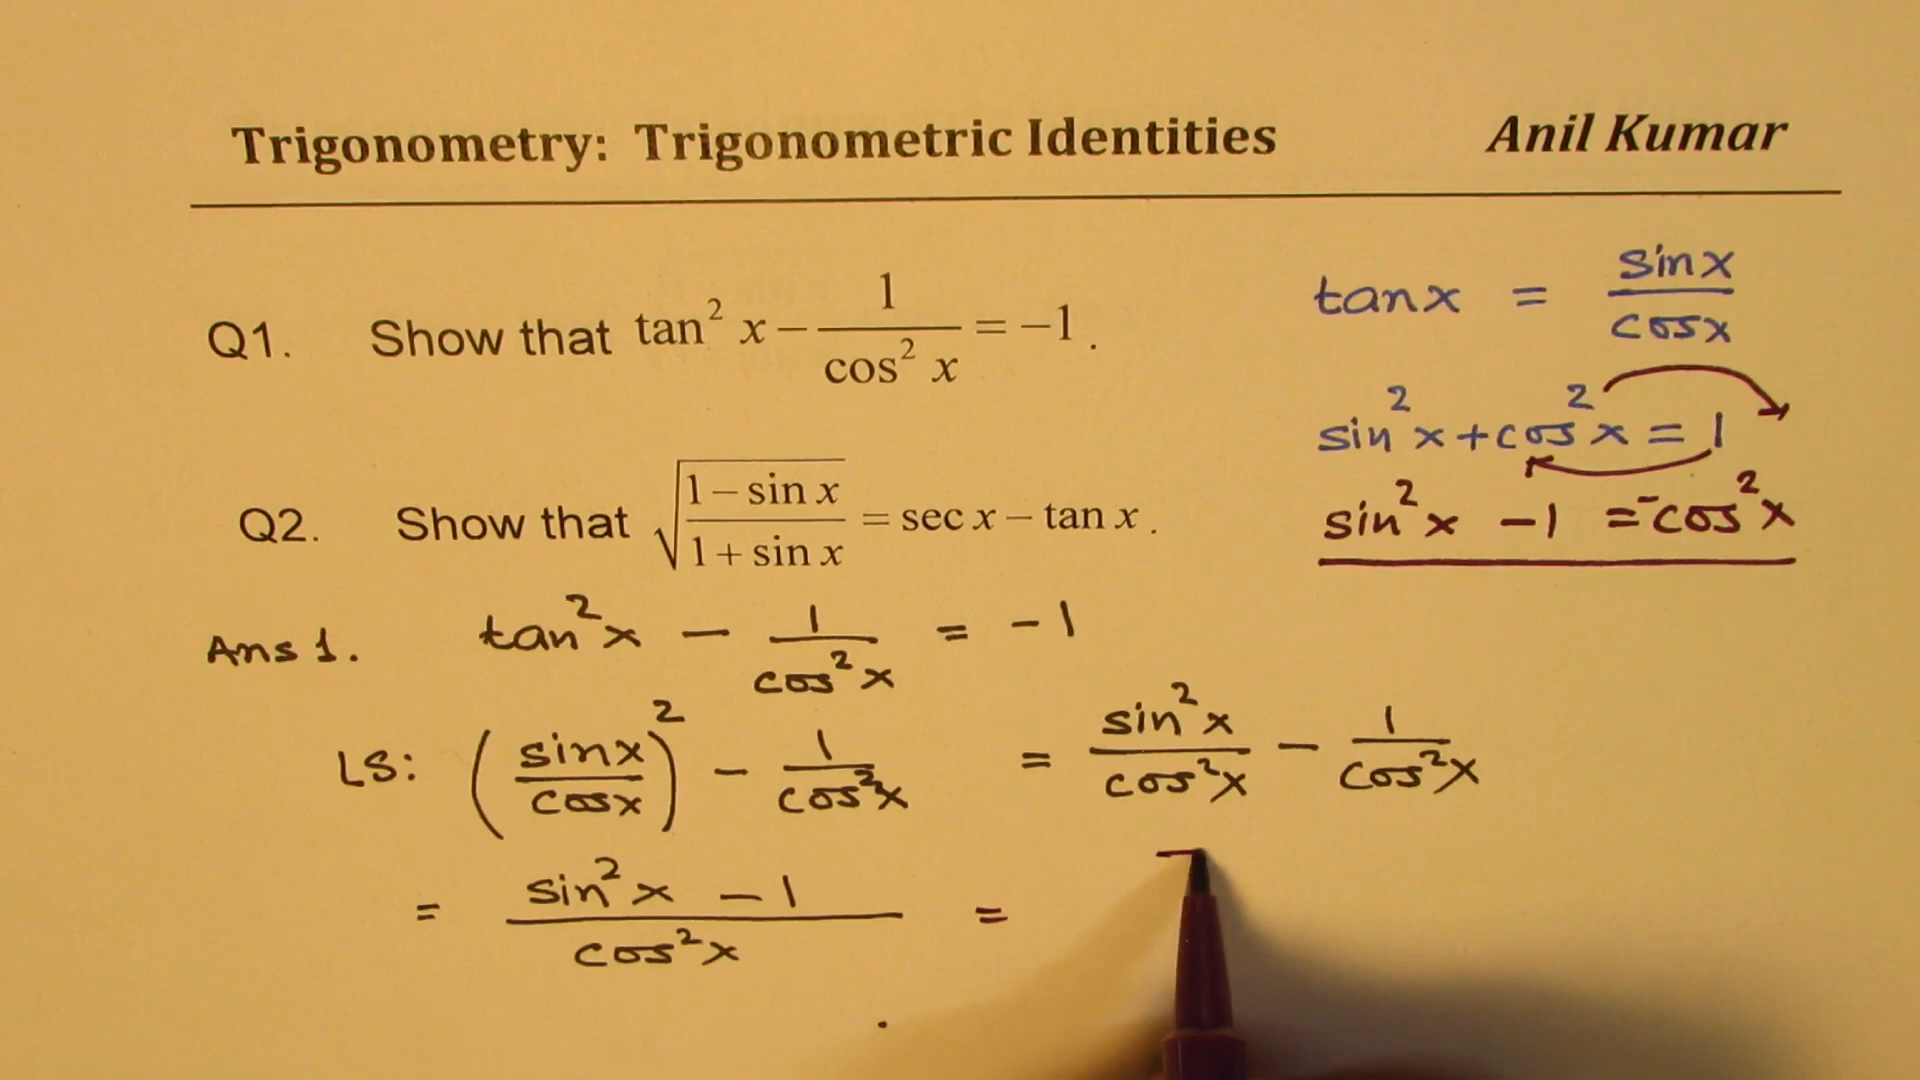 Trigonometry: Trigonometric Identities Anil Kumar
Q1. Show that tan² x − 1/cos² x = −1.
tan x = sin x / cos x
sin² x + cos² x = 1
Q2. Show that √((1 − sin x)/(1 + sin x)) = sec x − tan x.
sin² x − 1 = −cos² x
Ans 1. tan² x − 1/cos² x = −1
LS: (sin x / cos x)² − 1/cos² x = sin² x / cos² x − 1/cos² x
= (sin² x − 1)/cos² x =